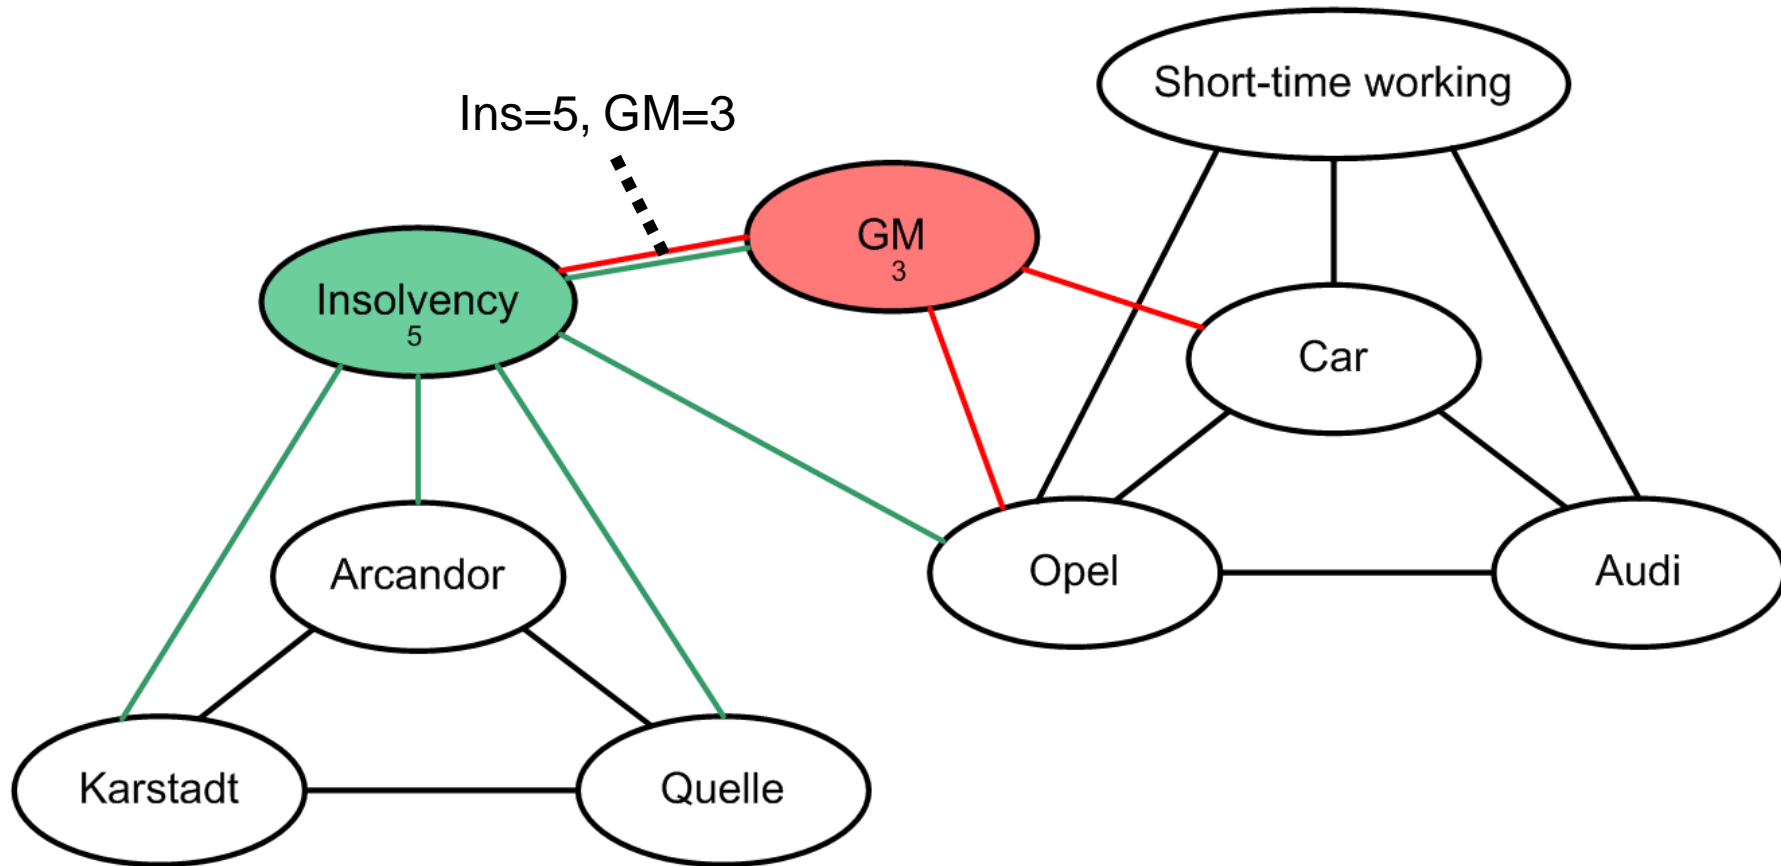 Short-time working
Ins=5, GM=3
GM
3
Insolvency
5
Car
Arcandor
Opel
Audi
Karstadt
Quelle